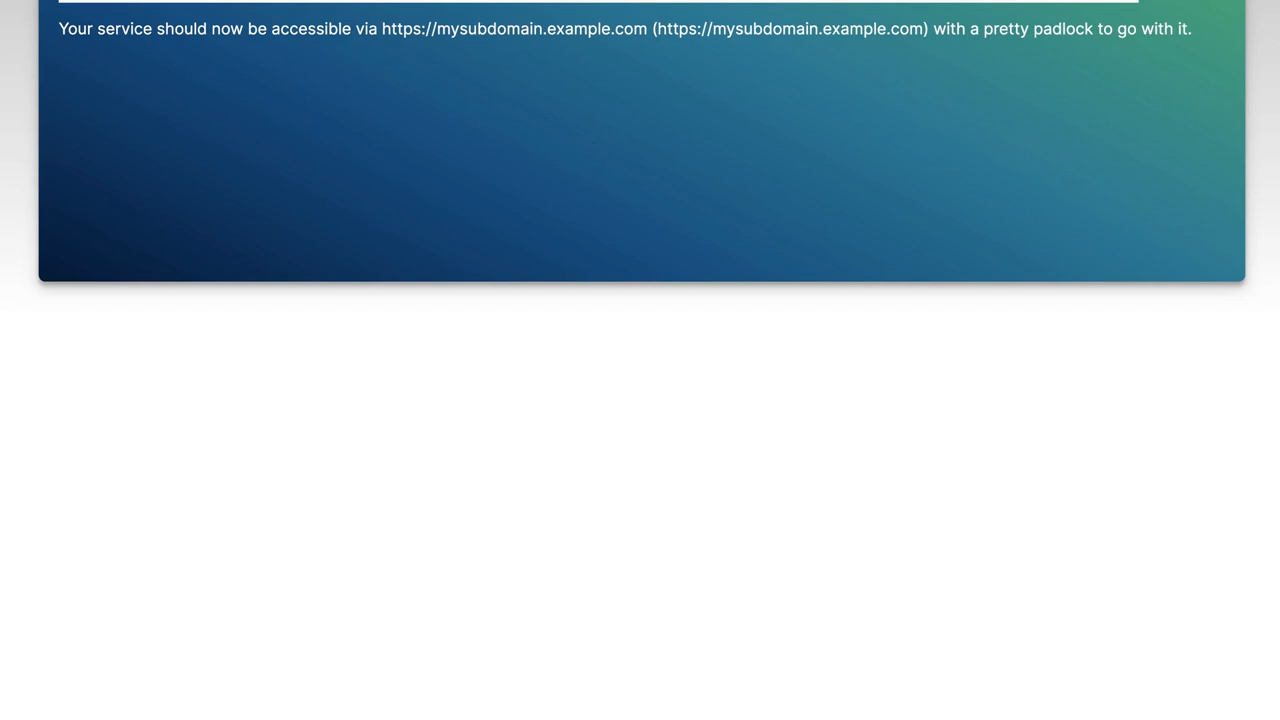 Your service should now be accessible via https://mysubdomain.example.com (https://mysubdomain.example.com) with a pretty padlock to go with it.